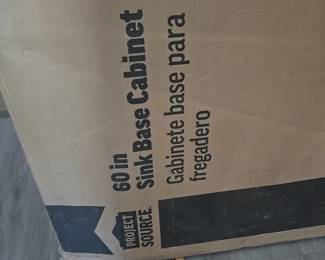 60 in
Sink Base Cabinet
Gabinete base para
fregadero
PROJECT
SOURCE.